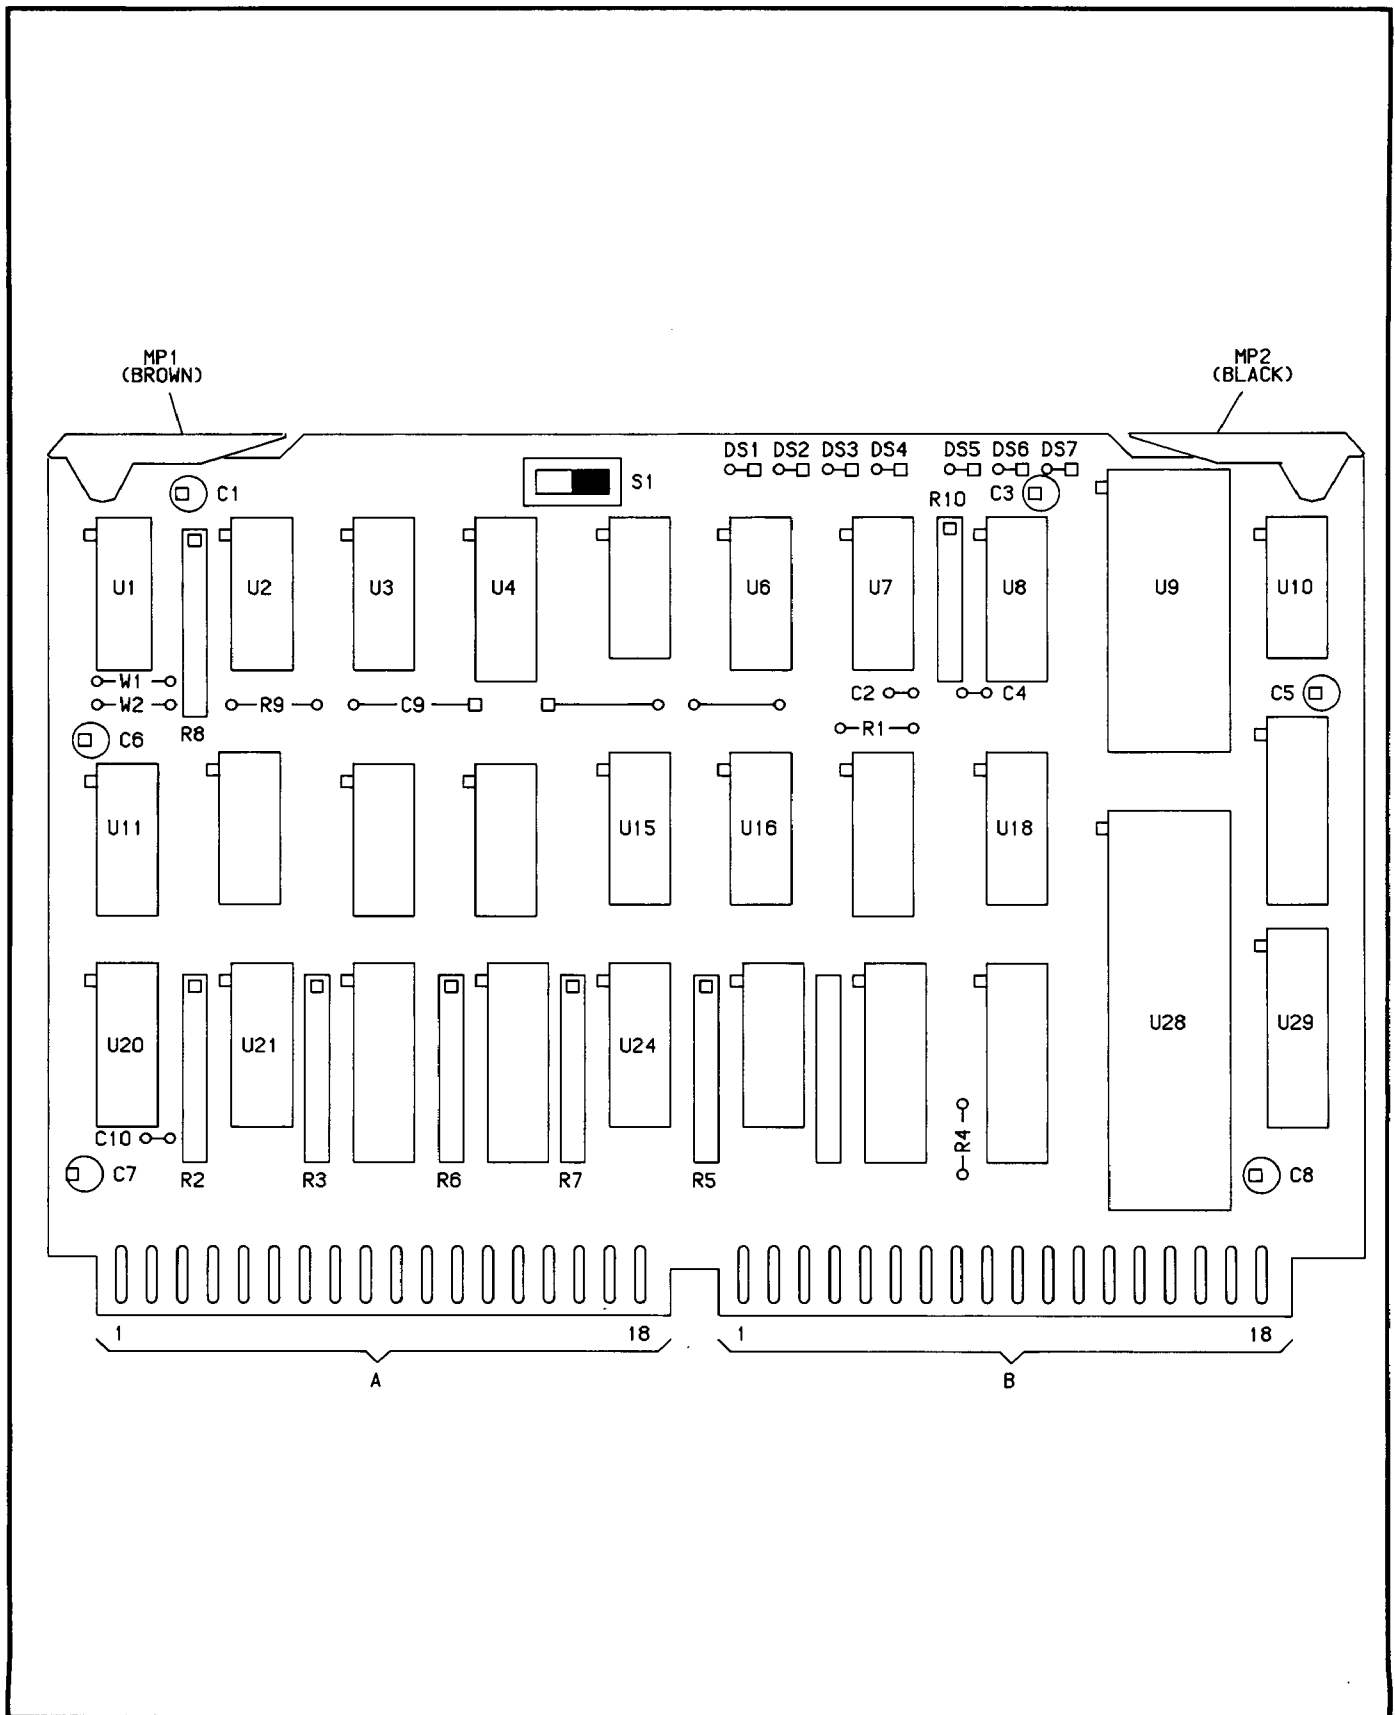 MP1
(BROWN)
MP2
(BLACK)
DS1 DS2 DS3 DS4 DS5 DS6 DS7
C1 S1 C3
R10
U1 U2 U3 U4 U6 U7 U8 U9 U10
W1
W2 R9 C9 C2 C4 C5
C6 R8 R1
U11 U15 U16 U18
U20 U21 U24 U28 U29
C10 R4
C7 R2 R3 R6 R7 R5 C8
1 18 1 18
A B